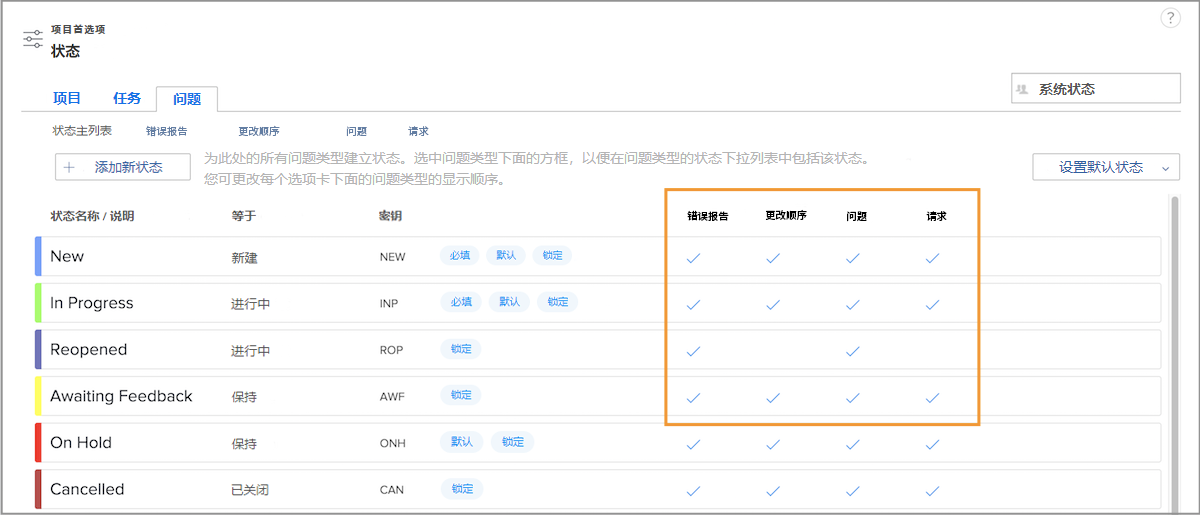 项目首选项
?
状态
项目 任务 问题
系统状态
状态主列表 错误报告 更改顺序 问题 请求
+ 添加新状态
为此处的所有问题类型建立状态。选中问题类型下面的方框，以便在问题类型的状态下拉列表中包括该状态。
您可更改每个选项卡下面的问题类型的显示顺序。
设置默认状态
状态名称 / 说明 等于 密钥 错误报告 更改顺序 问题 请求
New 新建 NEW 必填 默认 锁定
In Progress 进行中 INP 必填 默认 锁定
Reopened 进行中 ROP 锁定
Awaiting Feedback 保持 AWF 锁定
On Hold 保持 ONH 默认 锁定
Cancelled 已关闭 CAN 锁定